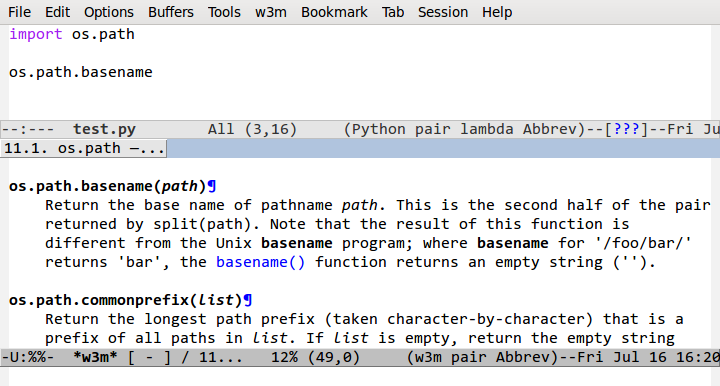 File Edit Options Buffers Tools w3m Bookmark Tab Session Help
import os.path
os.path.basename
--:--- test.py All (3,16) (Python pair lambda Abbrev)--[???]--Fri Ju
11.1. os.path —...
os.path.basename(path)¶
Return the base name of pathname path. This is the second half of the pair
returned by split(path). Note that the result of this function is
different from the Unix basename program; where basename for '/foo/bar/'
returns 'bar', the basename() function returns an empty string ('').
os.path.commonprefix(list)¶
Return the longest path prefix (taken character-by-character) that is a
prefix of all paths in list. If list is empty, return the empty string
-U:%%- *w3m* [ - ] / 11... 12% (49,0) (w3m pair Abbrev)--Fri Jul 16 16:20